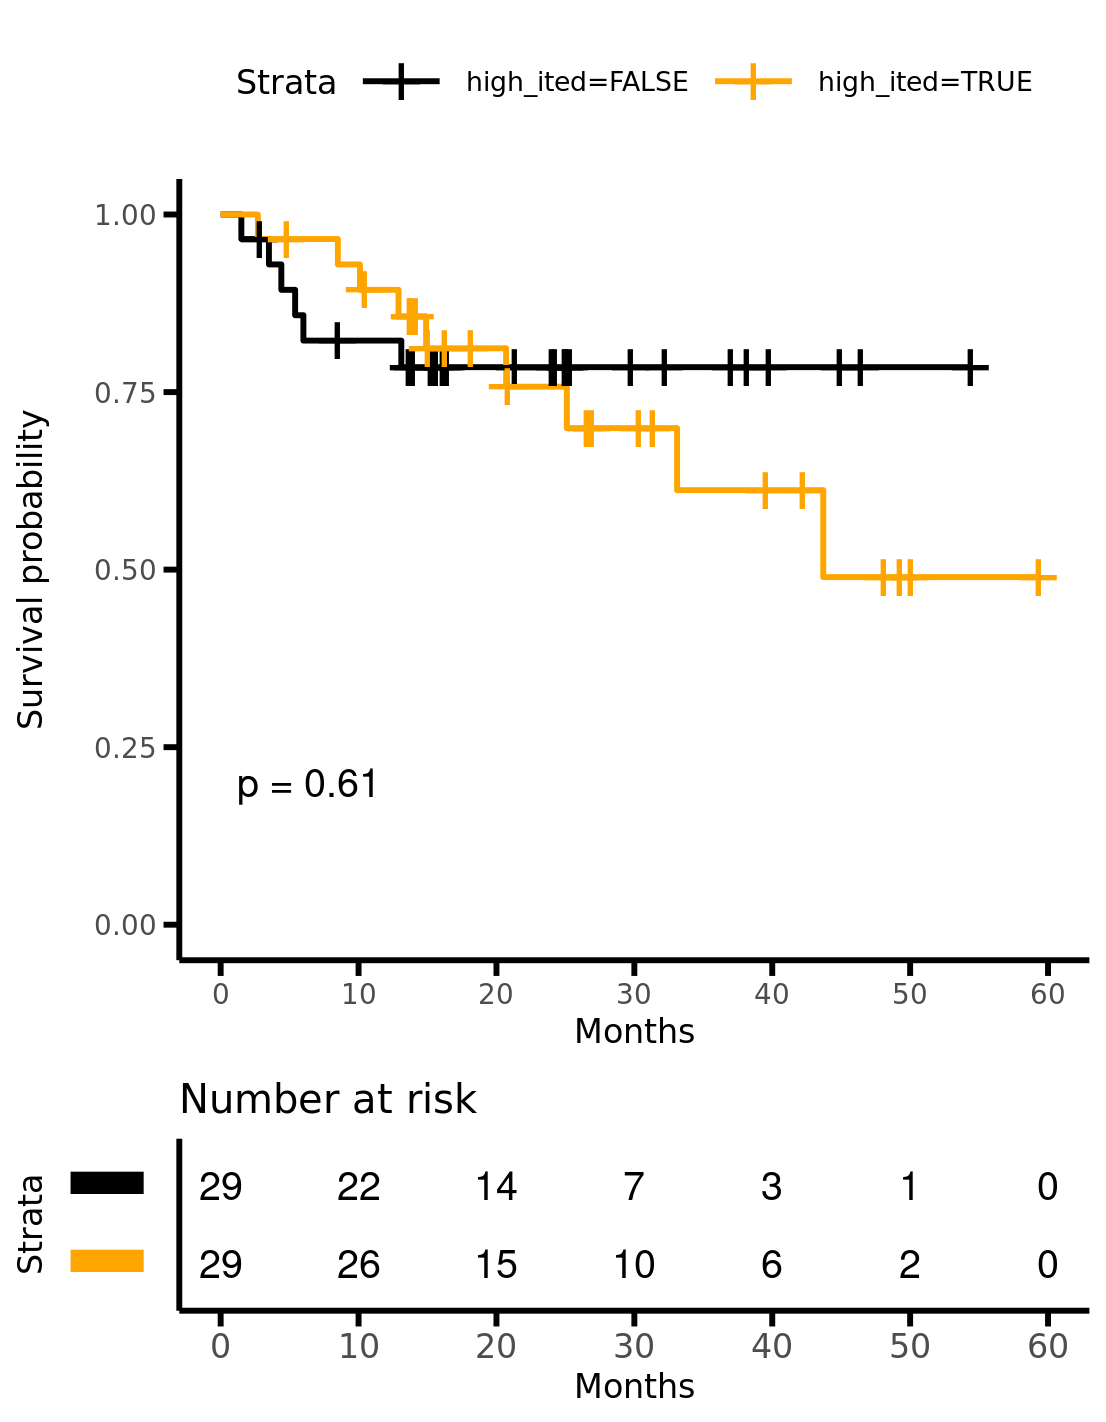 Strata high_ited=FALSE high_ited=TRUE
1.00
0.75
0.50
0.25
0.00
Survival probability
p = 0.61
0 10 20 30 40 50 60
Months
Number at risk
Strata
29 22 14 7 3 1 0
29 26 15 10 6 2 0
0 10 20 30 40 50 60
Months